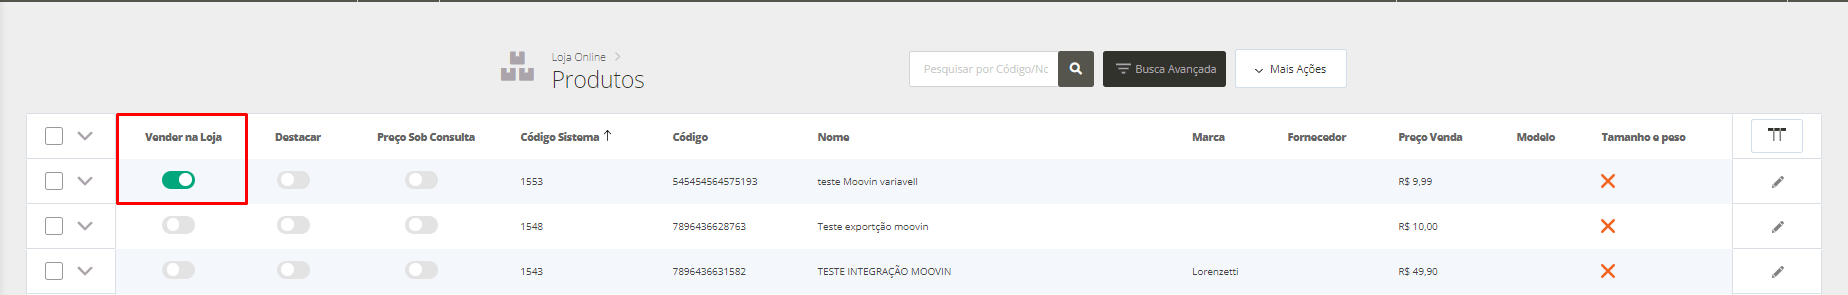 Loja Online
Produtos
Pesquisar por Código/Nc
Busca Avançada
Mais Ações
Vender na Loja Destacar Preço Sob Consulta Código Sistema Código Nome Marca Fornecedor Preço Venda Modelo Tamanho e peso
1553 545454564575193 teste Moovin variavell R$ 9,99
1548 7896436628763 Teste exportção moovin R$ 10,00
1543 7896436631582 TESTE INTEGRAÇÃO MOOVIN Lorenzetti R$ 49,90